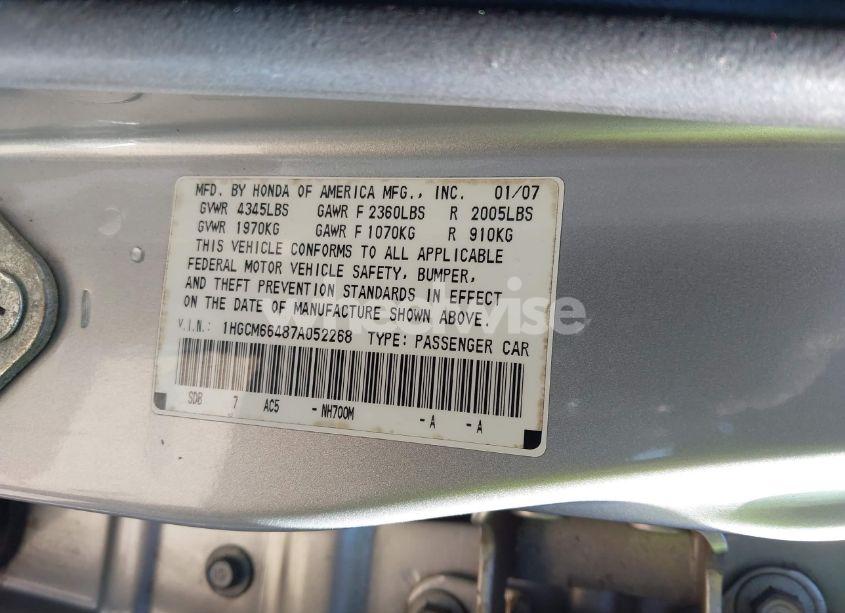 MFD. BY HONDA OF AMERICA MFG., INC. 01/07
GVWR 4345LBS GAWR F 2360LBS R 2005LBS
GVWR 1970KG GAWR F 1070KG R 910KG
THIS VEHICLE CONFORMS TO ALL APPLICABLE
FEDERAL MOTOR VEHICLE SAFETY, BUMPER,
AND THEFT PREVENTION STANDARDS IN EFFECT
ON THE DATE OF MANUFACTURE SHOWN ABOVE.
V.I.N.: 1HGCM66487A052268 TYPE: PASSENGER CAR
SDB 7 AC5 -NH700M -A -A